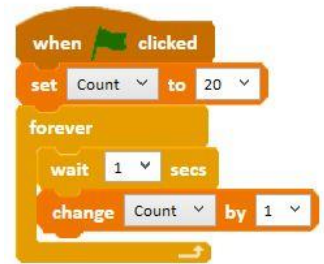 when clicked
set Count to 20
forever
wait 1 secs
change Count by 1